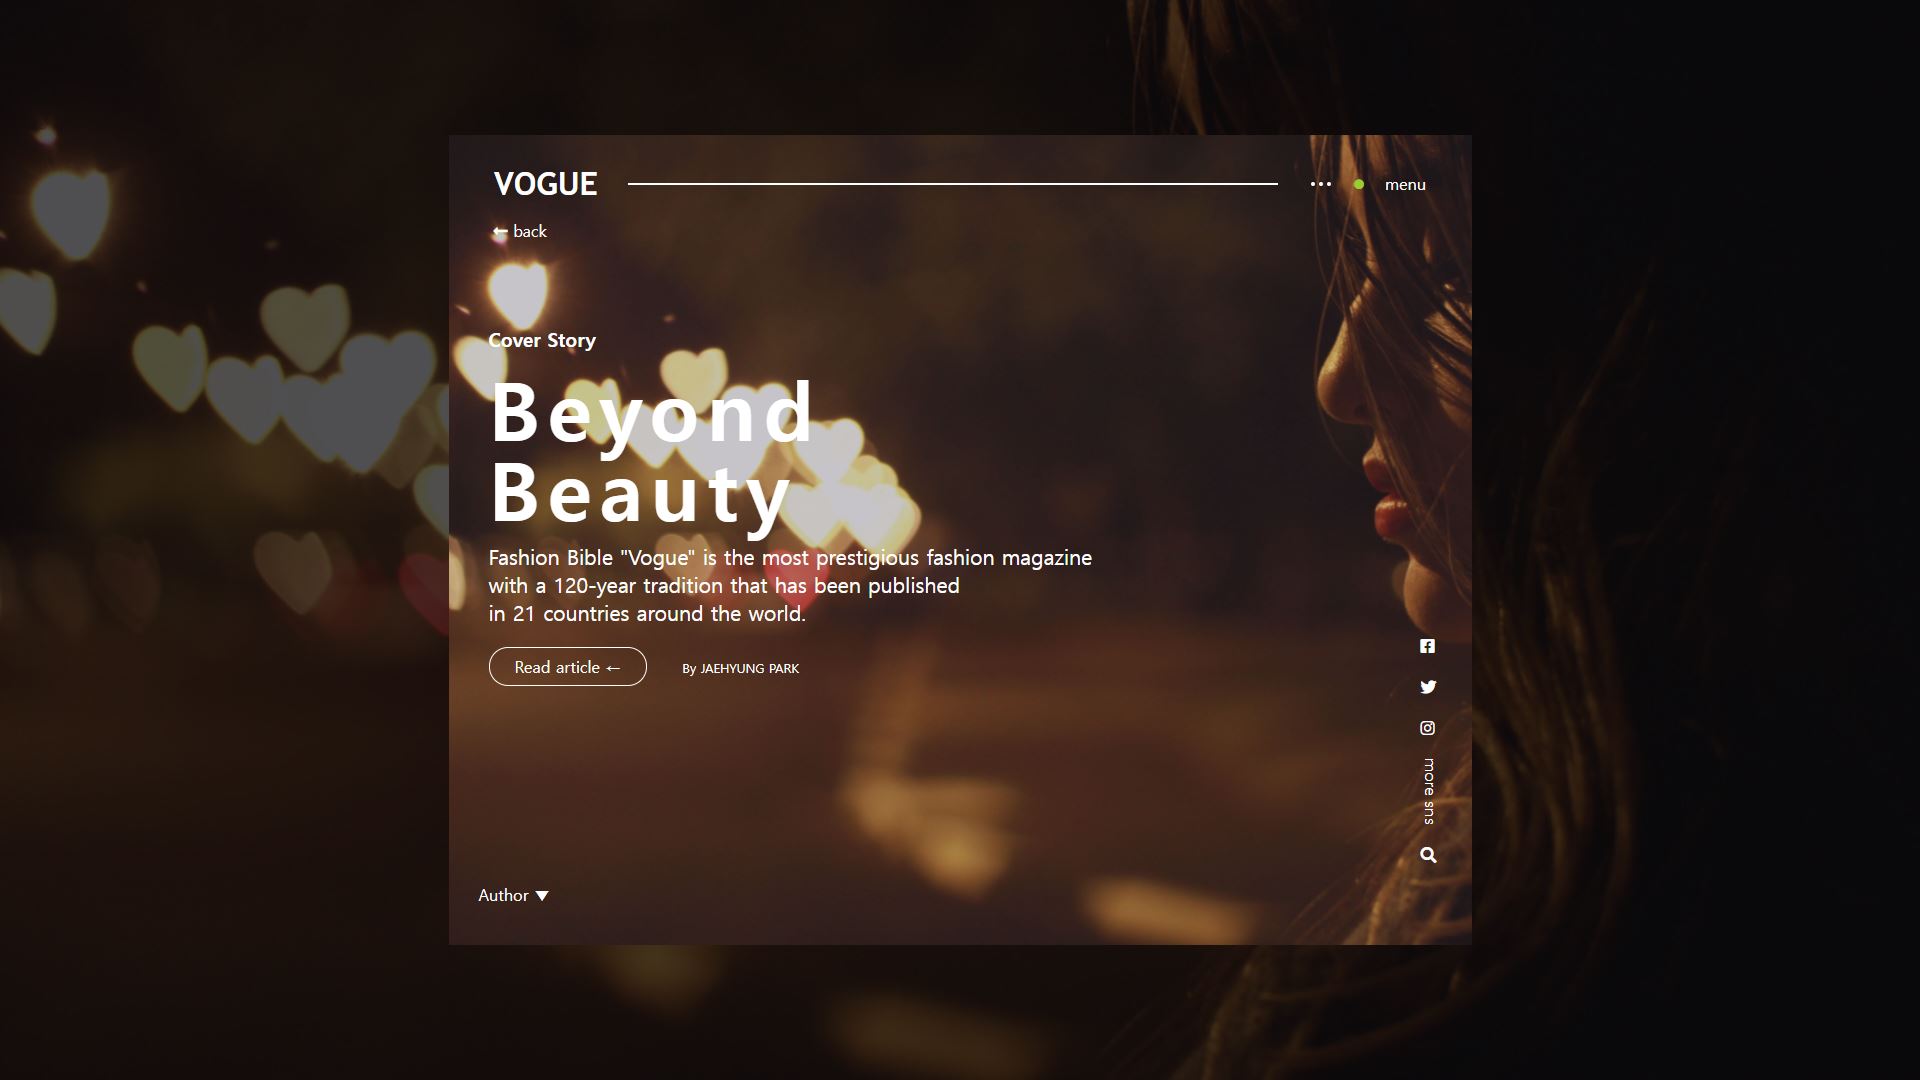 VOGUE
menu
← back
Cover Story
Beyond
Beauty
Fashion Bible "Vogue" is the most prestigious fashion magazine
with a 120-year tradition that has been published
in 21 countries around the world.
Read article ←
By JAEHYUNG PARK
more sns
Author ▼